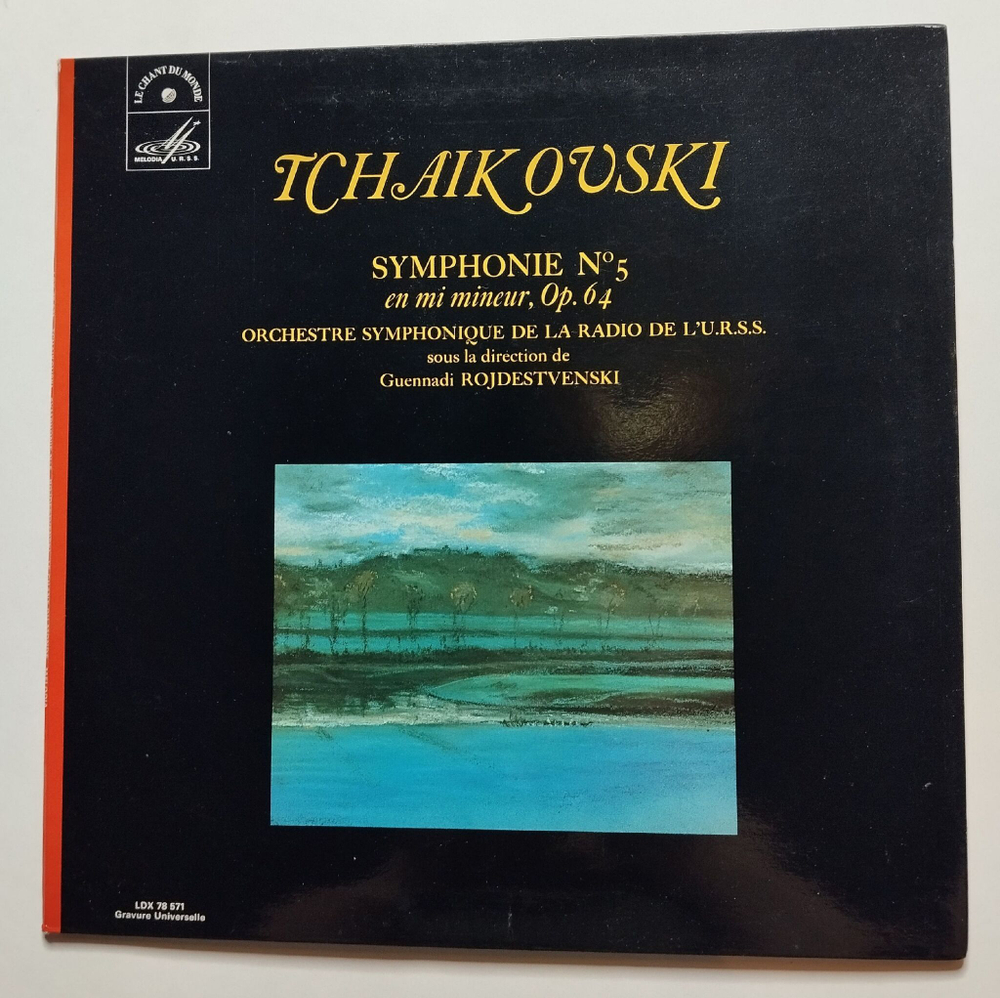 LE CHANT DU MONDE
MELODIA U.R.S.S.
TCHAIKOVSKI
SYMPHONIE Nº 5
en mi mineur, Op. 64
ORCHESTRE SYMPHONIQUE DE LA RADIO DE L'U.R.S.S.
sous la direction de
Guennadi ROJDESTVENSKI
LDX 78 571
Gravure Universelle